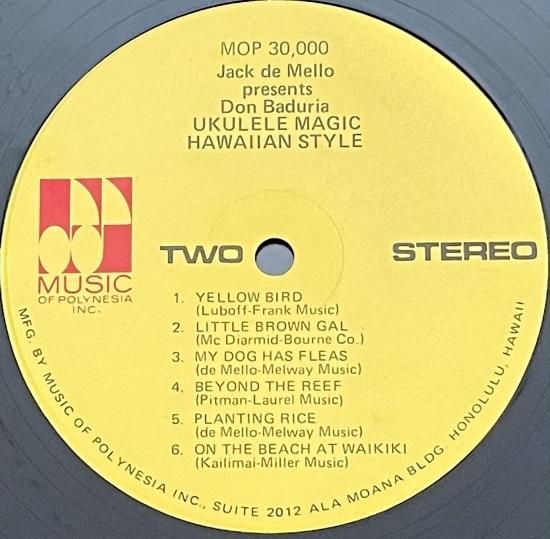 MOP 30,000
Jack de Mello
presents
Don Baduria
UKULELE MAGIC
HAWAIIAN STYLE
MUSIC
OF POLYNESIA
INC.
TWO
STEREO
1. YELLOW BIRD
(Luboff-Frank Music)
2. LITTLE BROWN GAL
(Mc Diarmid-Bourne Co.)
3. MY DOG HAS FLEAS
(de Mello-Melway Music)
4. BEYOND THE REEF
(Pitman-Laurel Music)
5. PLANTING RICE
(de Mello-Melway Music)
6. ON THE BEACH AT WAIKIKI
(Kailimai-Miller Music)
MFG. BY MUSIC OF POLYNESIA INC., SUITE 2012 ALA MOANA BLDG. HONOLULU, HAWAII